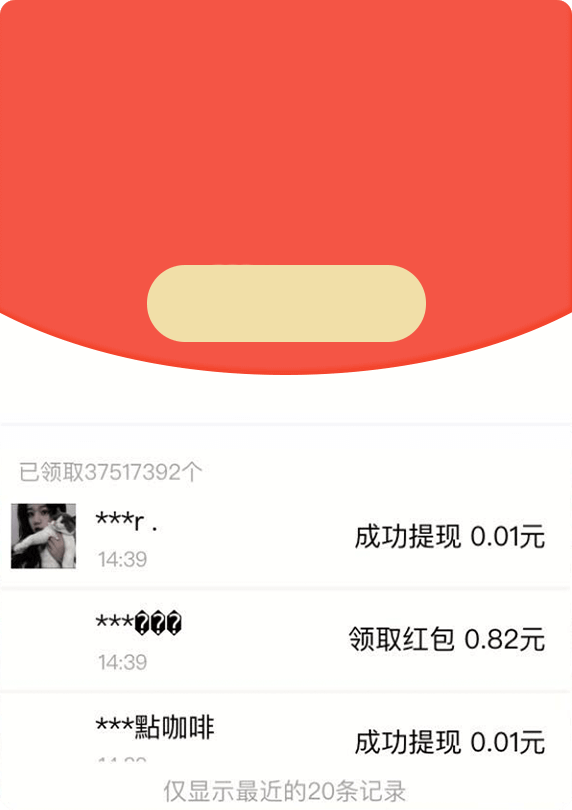 已领取37517392个
***r .
成功提现 0.01元
14:39
***���
领取红包 0.82元
14:39
***點咖啡
成功提现 0.01元
仅显示最近的20条记录